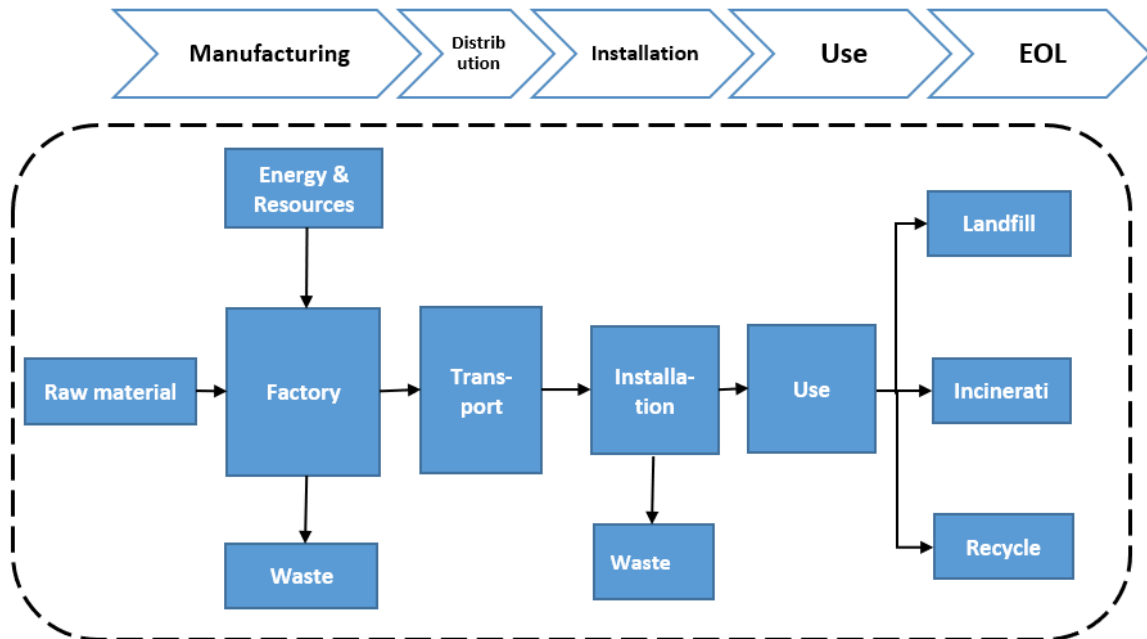 Manufacturing
Distrib
ution
Installation
Use
EOL
Energy &
Resources
Landfill
Raw material
Factory
Trans-
port
Installa-
tion
Use
Incinerati
Waste
Waste
Recycle